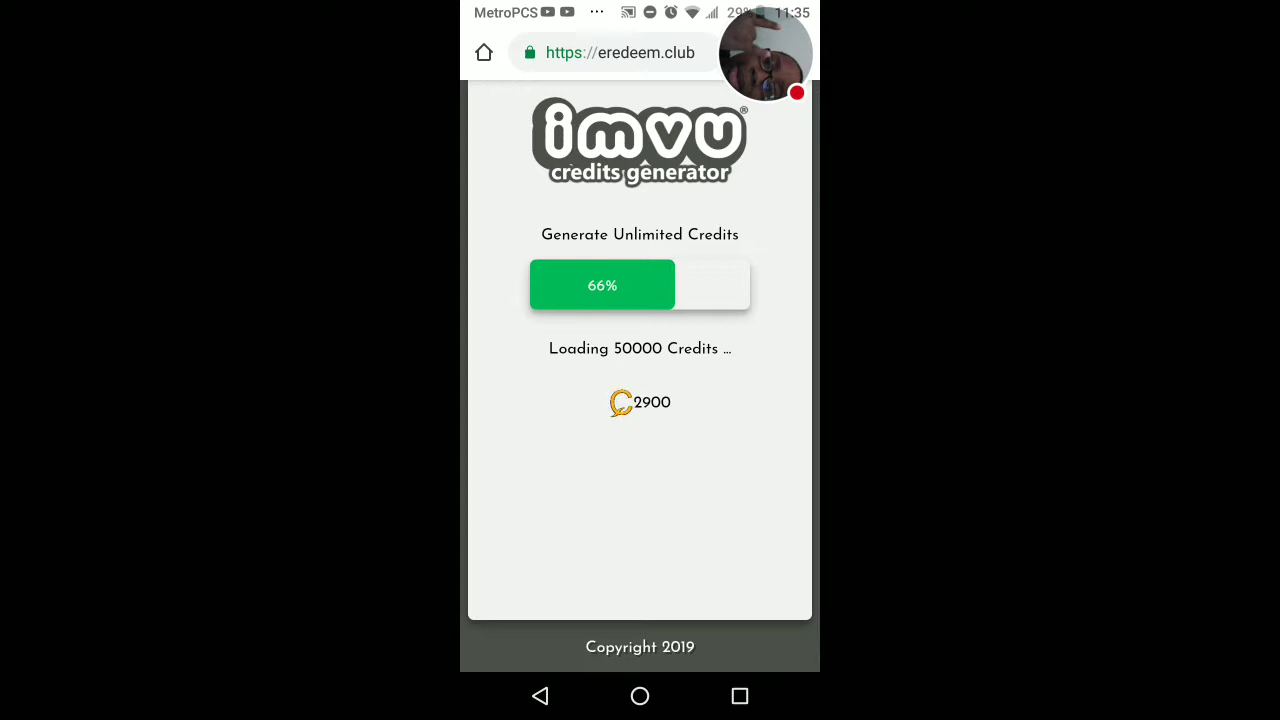 MetroPCS ... 29% 11:35
https://eredeem.club
imvu®
credits generator
Generate Unlimited Credits
66%
Loading 50000 Credits ...
2900
Copyright 2019